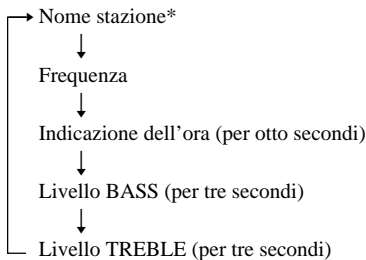 Nome stazione*
Frequenza
Indicazione dell'ora (per otto secondi)
Livello BASS (per tre secondi)
Livello TREBLE (per tre secondi)